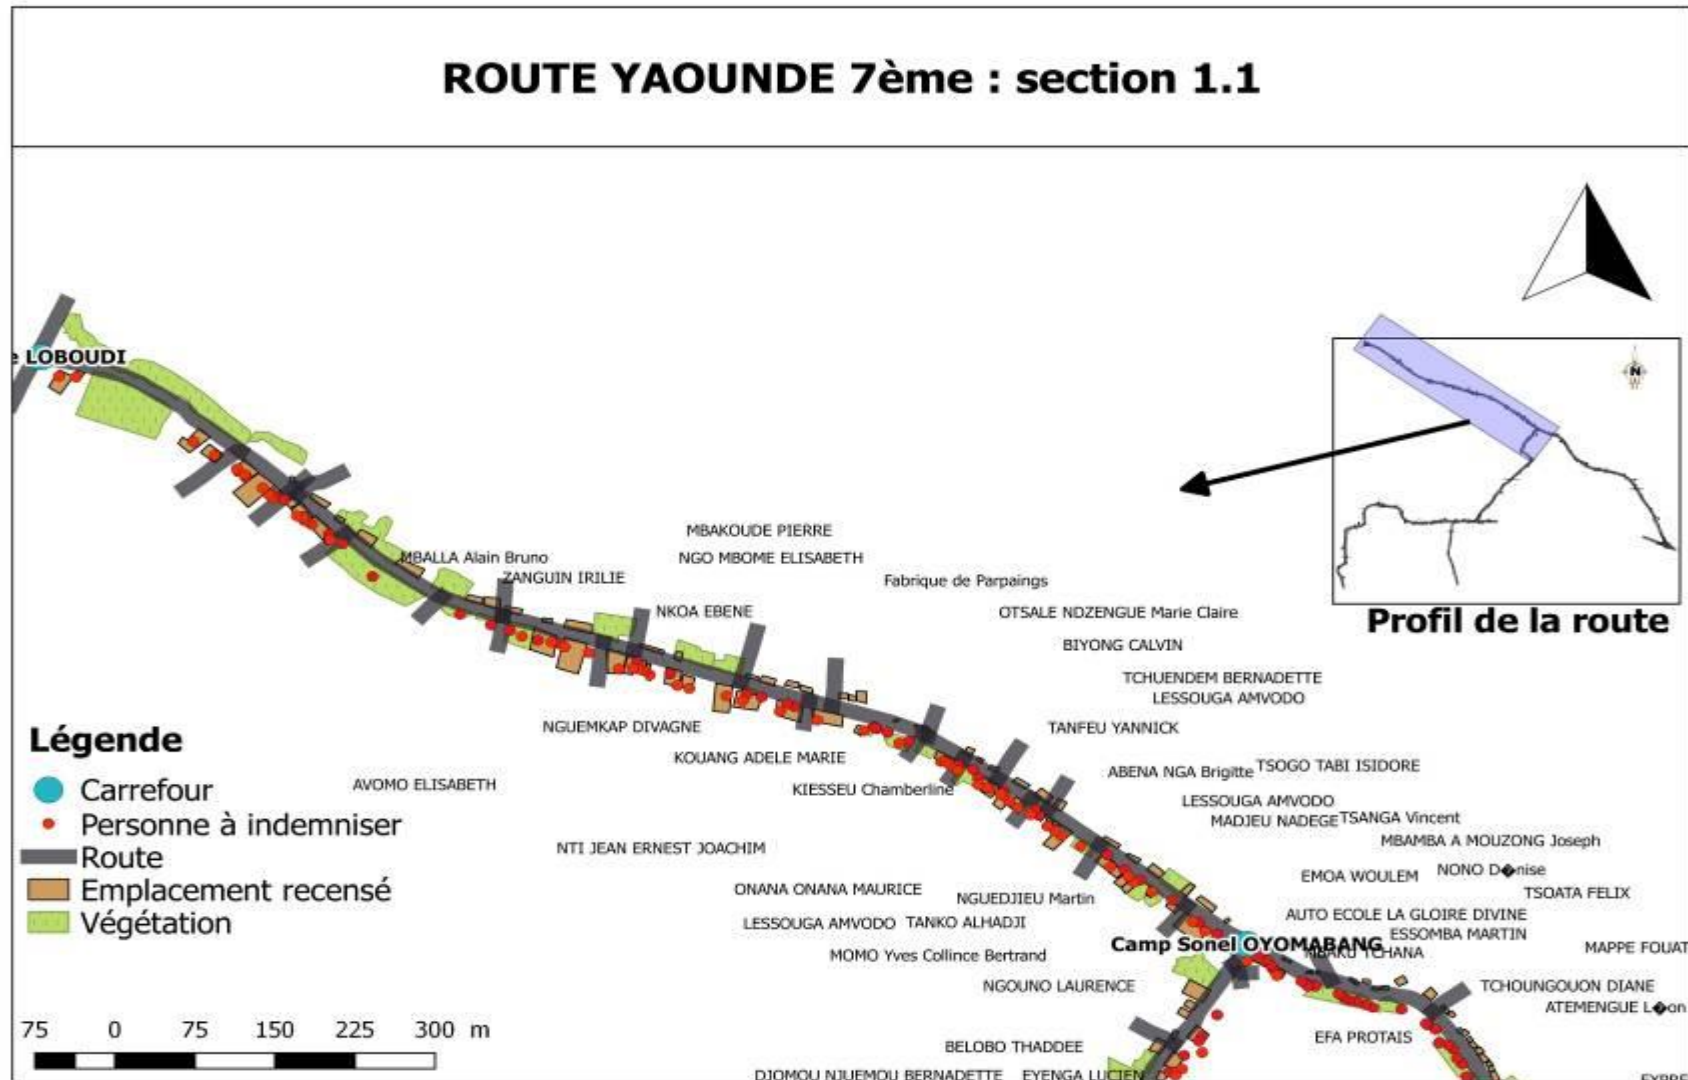 ROUTE YAOUNDE 7ème : section 1.1
N
e LOBOUDI
MBAKOUDE PIERRE
MBALLA Alain Bruno
NGO MBOME ELISABETH
ZANGUIN IRILIE
Fabrique de Parpaings
NKOA EBENE
OTSALE NDZENGUE Marie Claire
Profil de la route
BIYONG CALVIN
TCHUENDEM BERNADETTE
LESSOUGA AMVODO
NGUEMKAP DIVAGNE
TANFEU YANNICK
KOUANG ADELE MARIE
ABENA NGA Brigitte
TSOGO TABI ISIDORE
AVOMO ELISABETH
KIESSEU Chamberline
LESSOUGA AMVODO
MADJEU NADEGE
TSANGA Vincent
MBAMBA A MOUZONG Joseph
NTI JEAN ERNEST JOACHIM
EMOA WOULEM
NONO D�nise
ONANA ONANA MAURICE
NGUEDJIEU Martin
TSOATA FELIX
LESSOUGA AMVODO
TANKO ALHADJI
AUTO ECOLE LA GLOIRE DIVINE
ESSOMBA MARTIN
Camp Sonel OYOMABANG
MBAKU TCHANA
MAPPE FOUAT
MOMO Yves Collince Bertrand
NGOUNO LAURENCE
TCHOUNGOUON DIANE
ATEMENGUE L�on
EFA PROTAIS
BELOBO THADDEE
DJOMOU NJUEMOU BERNADETTE
EYENGA LUCIEN
Légende
Carrefour
Personne à indemniser
Route
Emplacement recensé
Végétation
75 0 75 150 225 300 m